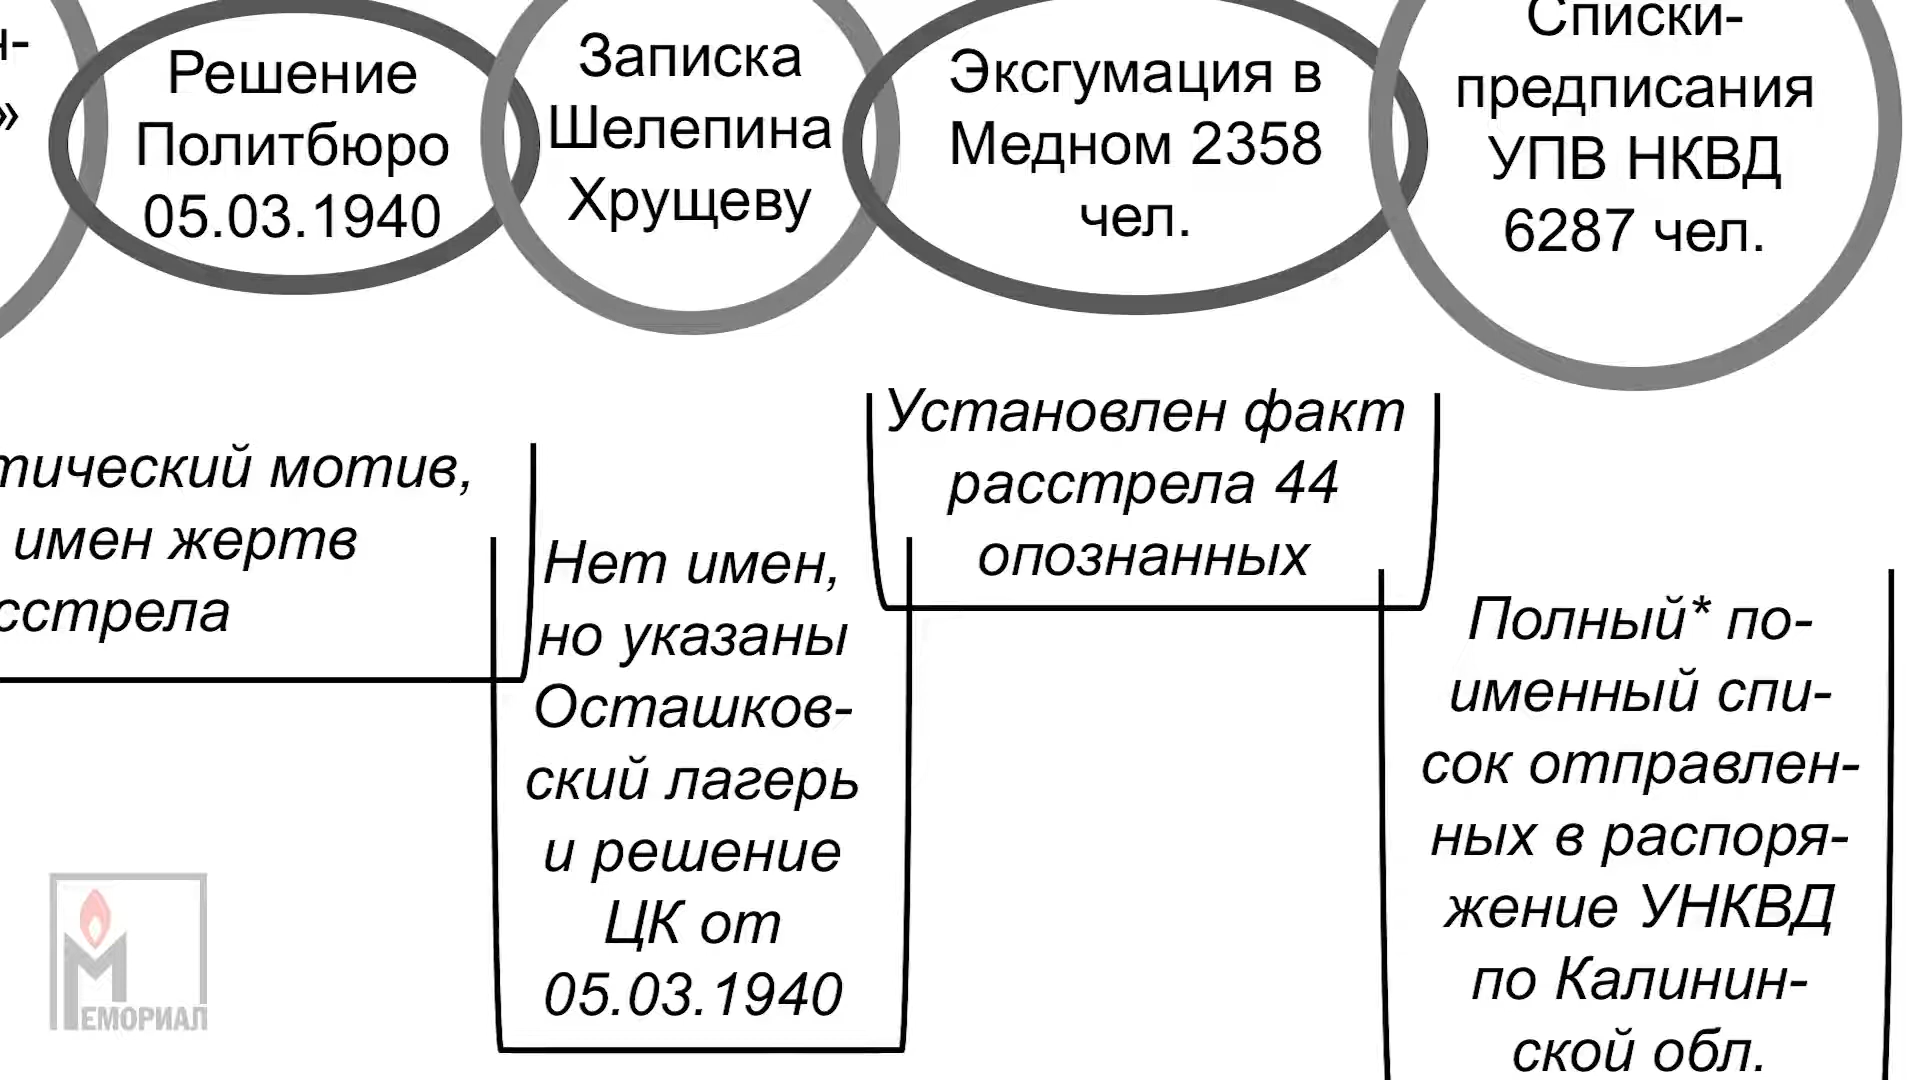 ч-
»
Решение
Политбюро
05.03.1940
Записка
Шелепина
Хрущеву
Эксгумация в
Медном 2358
чел.
Списки-
предписания
УПВ НКВД
6287 чел.
тический мотив,
имен жертв
сстрела
Нет имен,
но указаны
Осташков-
ский лагерь
и решение
ЦК от
05.03.1940
Установлен факт
расстрела 44
опознанных
Полный* по-
именный спи-
сок отправлен-
ных в распоря-
жение УНКВД
по Калинин-
ской обл.
МЕМОРИАЛ